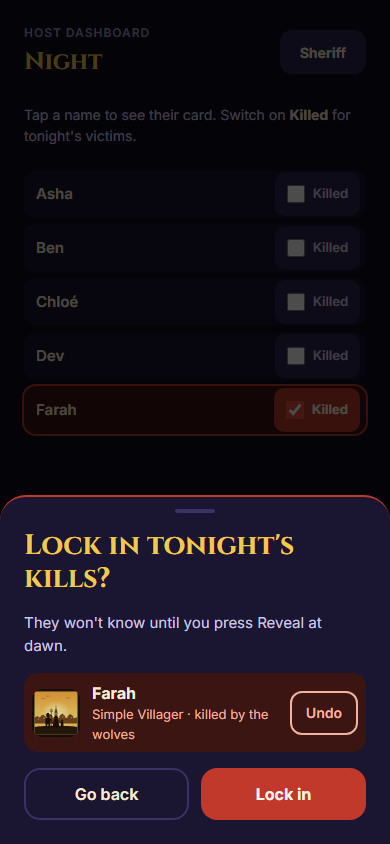 HOST DASHBOARD
Night
Sheriff
Tap a name to see their card. Switch on Killed for
tonight's victims.
Asha
Killed
Ben
Killed
Chloé
Killed
Dev
Killed
Farah
Killed
Lock in tonight's
kills?
They won't know until you press Reveal at
dawn.
Farah
Simple Villager · killed by the
wolves
Undo
Go back
Lock in